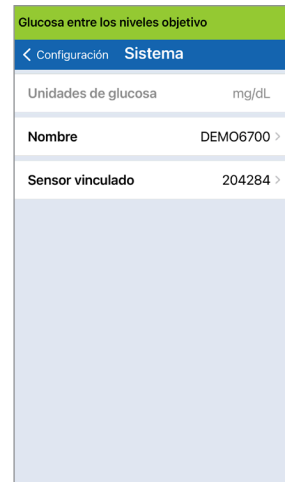 Glucosa entre los niveles objetivo
Configuración Sistema
Unidades de glucosa mg/dL
Nombre DEMO6700
Sensor vinculado 204284